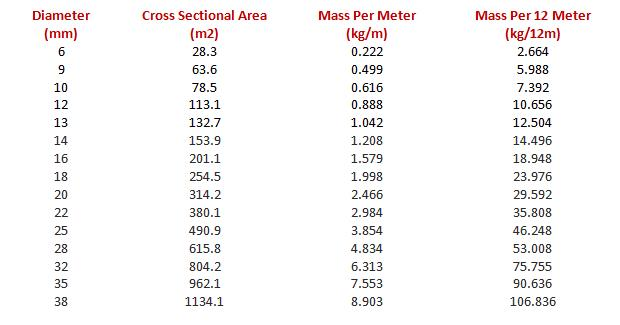 Diameter Cross Sectional Area Mass Per Meter Mass Per 12 Meter
(mm) (m2) (kg/m) (kg/12m)
6 28.3 0.222 2.664
9 63.6 0.499 5.988
10 78.5 0.616 7.392
12 113.1 0.888 10.656
13 132.7 1.042 12.504
14 153.9 1.208 14.496
16 201.1 1.579 18.948
18 254.5 1.998 23.976
20 314.2 2.466 29.592
22 380.1 2.984 35.808
25 490.9 3.854 46.248
28 615.8 4.834 53.008
32 804.2 6.313 75.755
35 962.1 7.553 90.636
38 1134.1 8.903 106.836